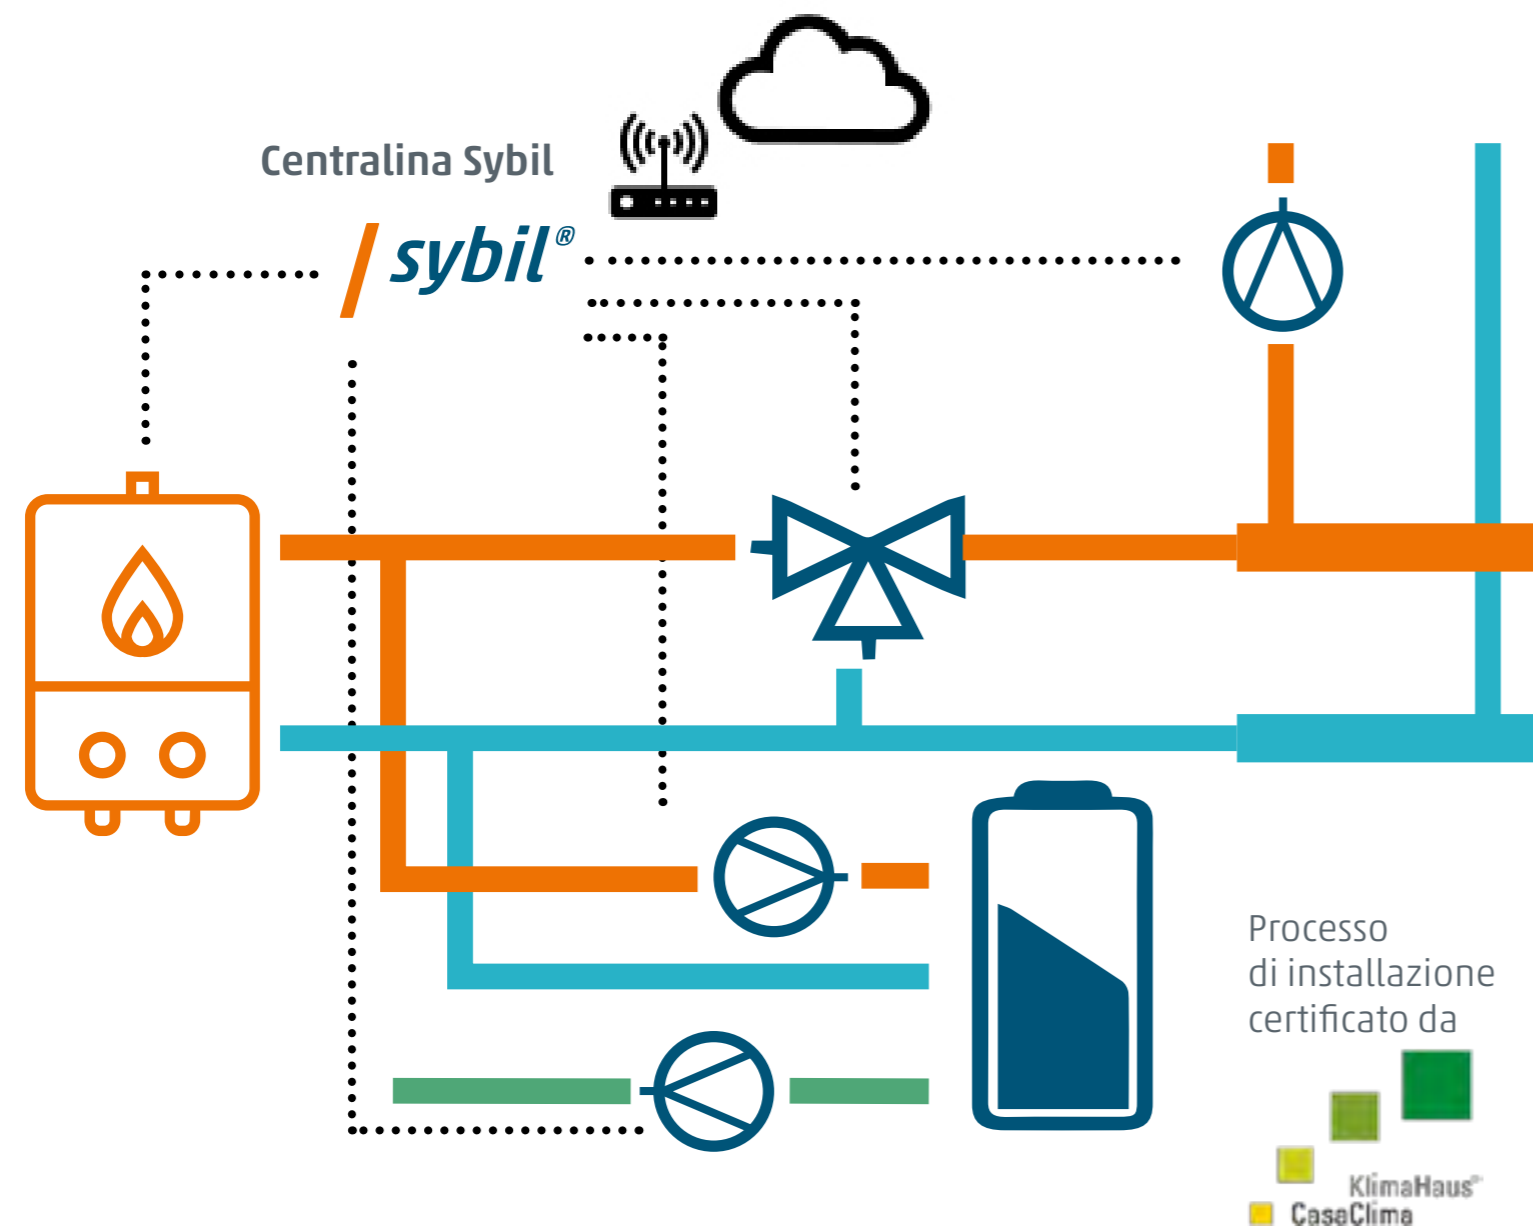 Centralina Sybil
/ sybil®
Processo
di installazione
certificato da
KlimaHaus®
CasaClima